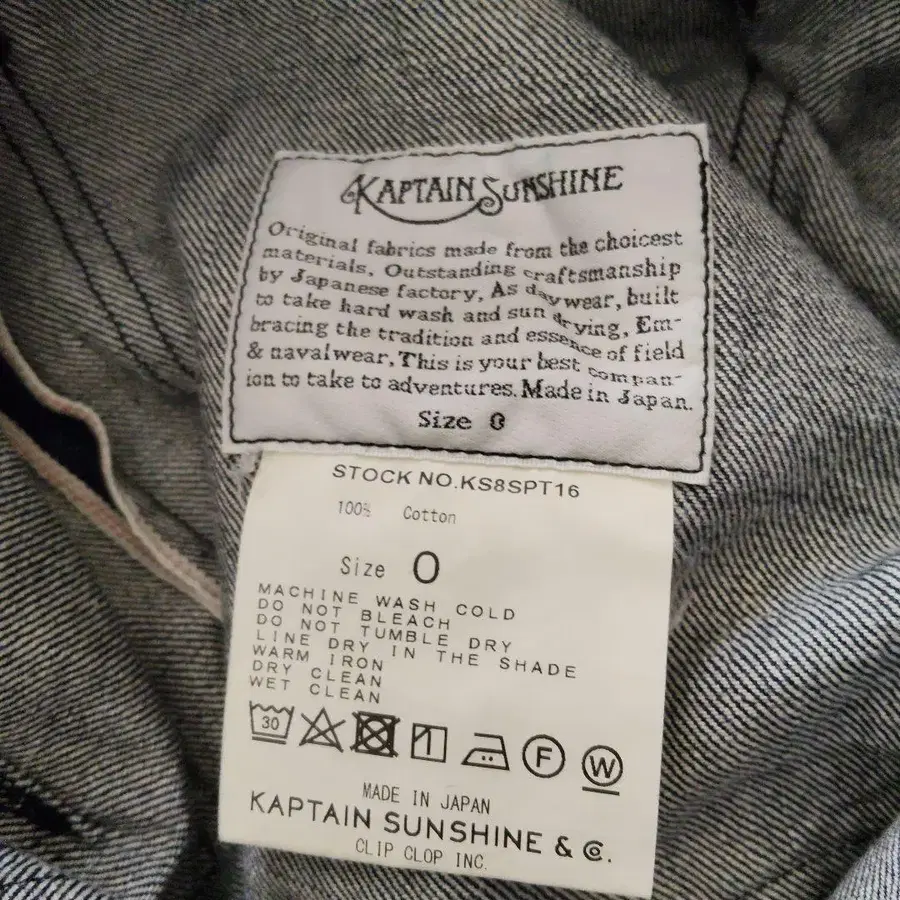 KAPTAIN SUNSHINE
Original fabrics made from the choicest
materials. Outstanding craftsmanship
by Japanese factory, As daywear, built
to take hard wash and sun drying, Em-
bracing the tradition and essence of field
& navalwear, This is your best compan-
ion to take to adventures. Made in Japan.
Size 0
STOCK NO.KS8SPT16
100% Cotton
Size 0
MACHINE WASH COLD
DO NOT BLEACH
DO NOT TUMBLE DRY
LINE DRY IN THE SHADE
WARM IRON
DRY CLEAN
WET CLEAN
30 F W
MADE IN JAPAN
KAPTAIN SUNSHINE & Co.
CLIP CLOP INC.